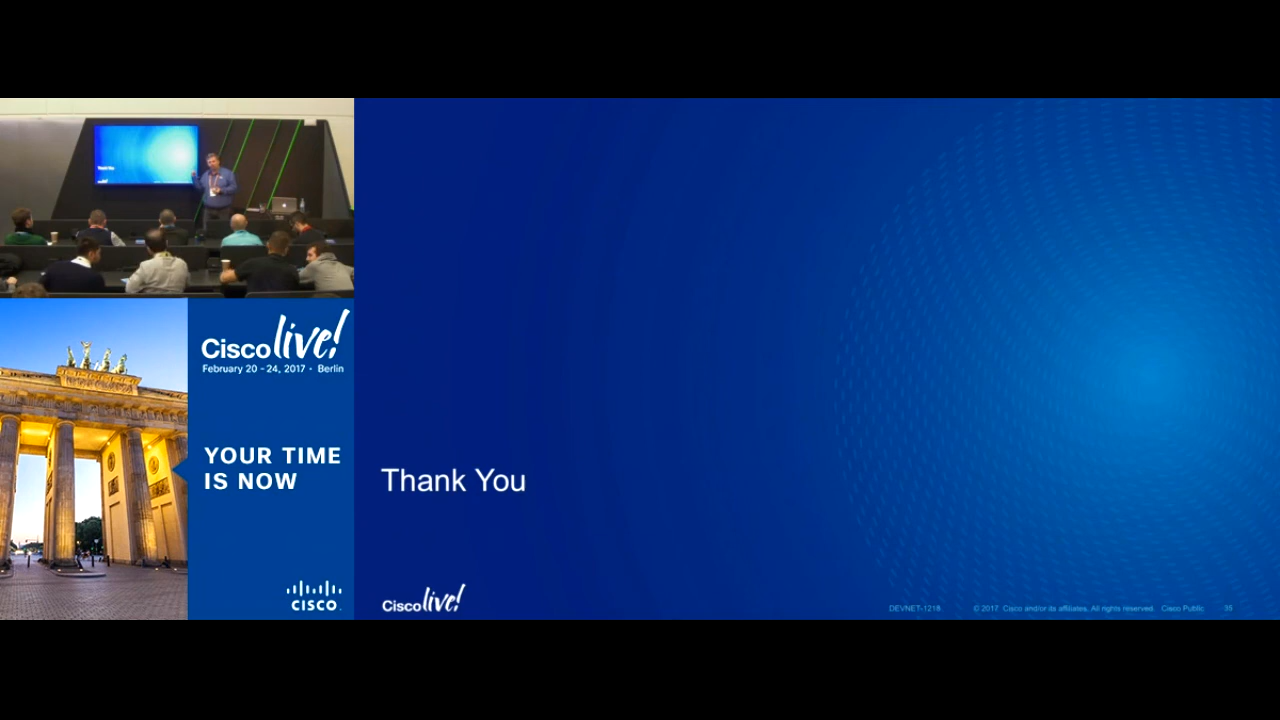 Cisco live!
February 20 - 24, 2017 • Berlin
YOUR TIME
IS NOW
CISCO
Thank You
Cisco live!
DEVNET-1218 © 2017 Cisco and/or its affiliates. All rights reserved. Cisco Public